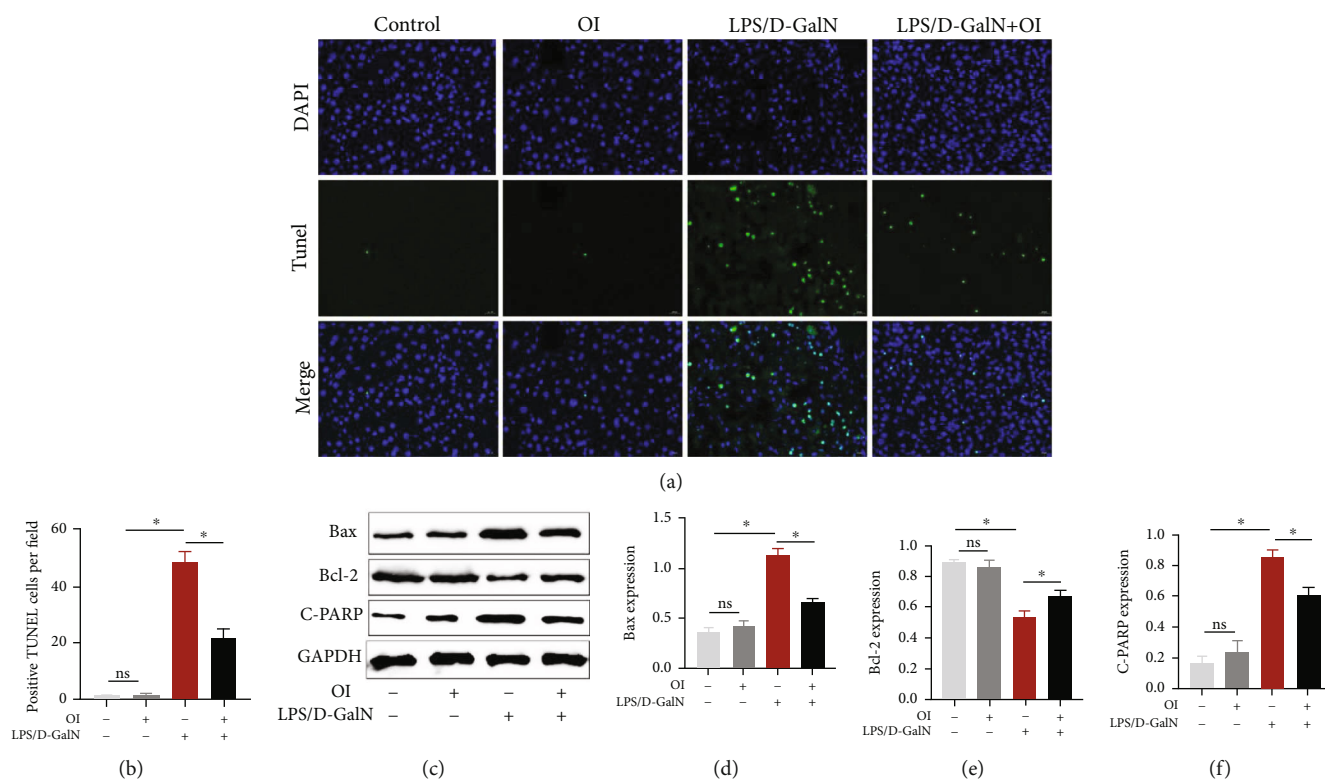 Control OI LPS/D-GalN LPS/D-GalN+OI
DAPI
Tunel
Merge
(a)
Positive TUNEL cells per field
60
40
20
0
ns
*
*
OI – + – +
LPS/D-GalN – – + +
(b)
Bax
Bcl-2
C-PARP
GAPDH
OI – + – +
LPS/D-GalN – – + +
(c)
Bax expression
1.5
1.0
0.5
0.0
ns
*
*
OI – + – +
LPS/D-GalN – – + +
(d)
Bcl-2 expression
1.0
0.8
0.6
0.4
0.2
0.0
*
ns
*
OI – + – +
LPS/D-GalN – – + +
(e)
C-PARP expression
1.0
0.8
0.6
0.4
0.2
0.0
ns
*
*
OI – + – +
LPS/D-GalN – – + +
(f)